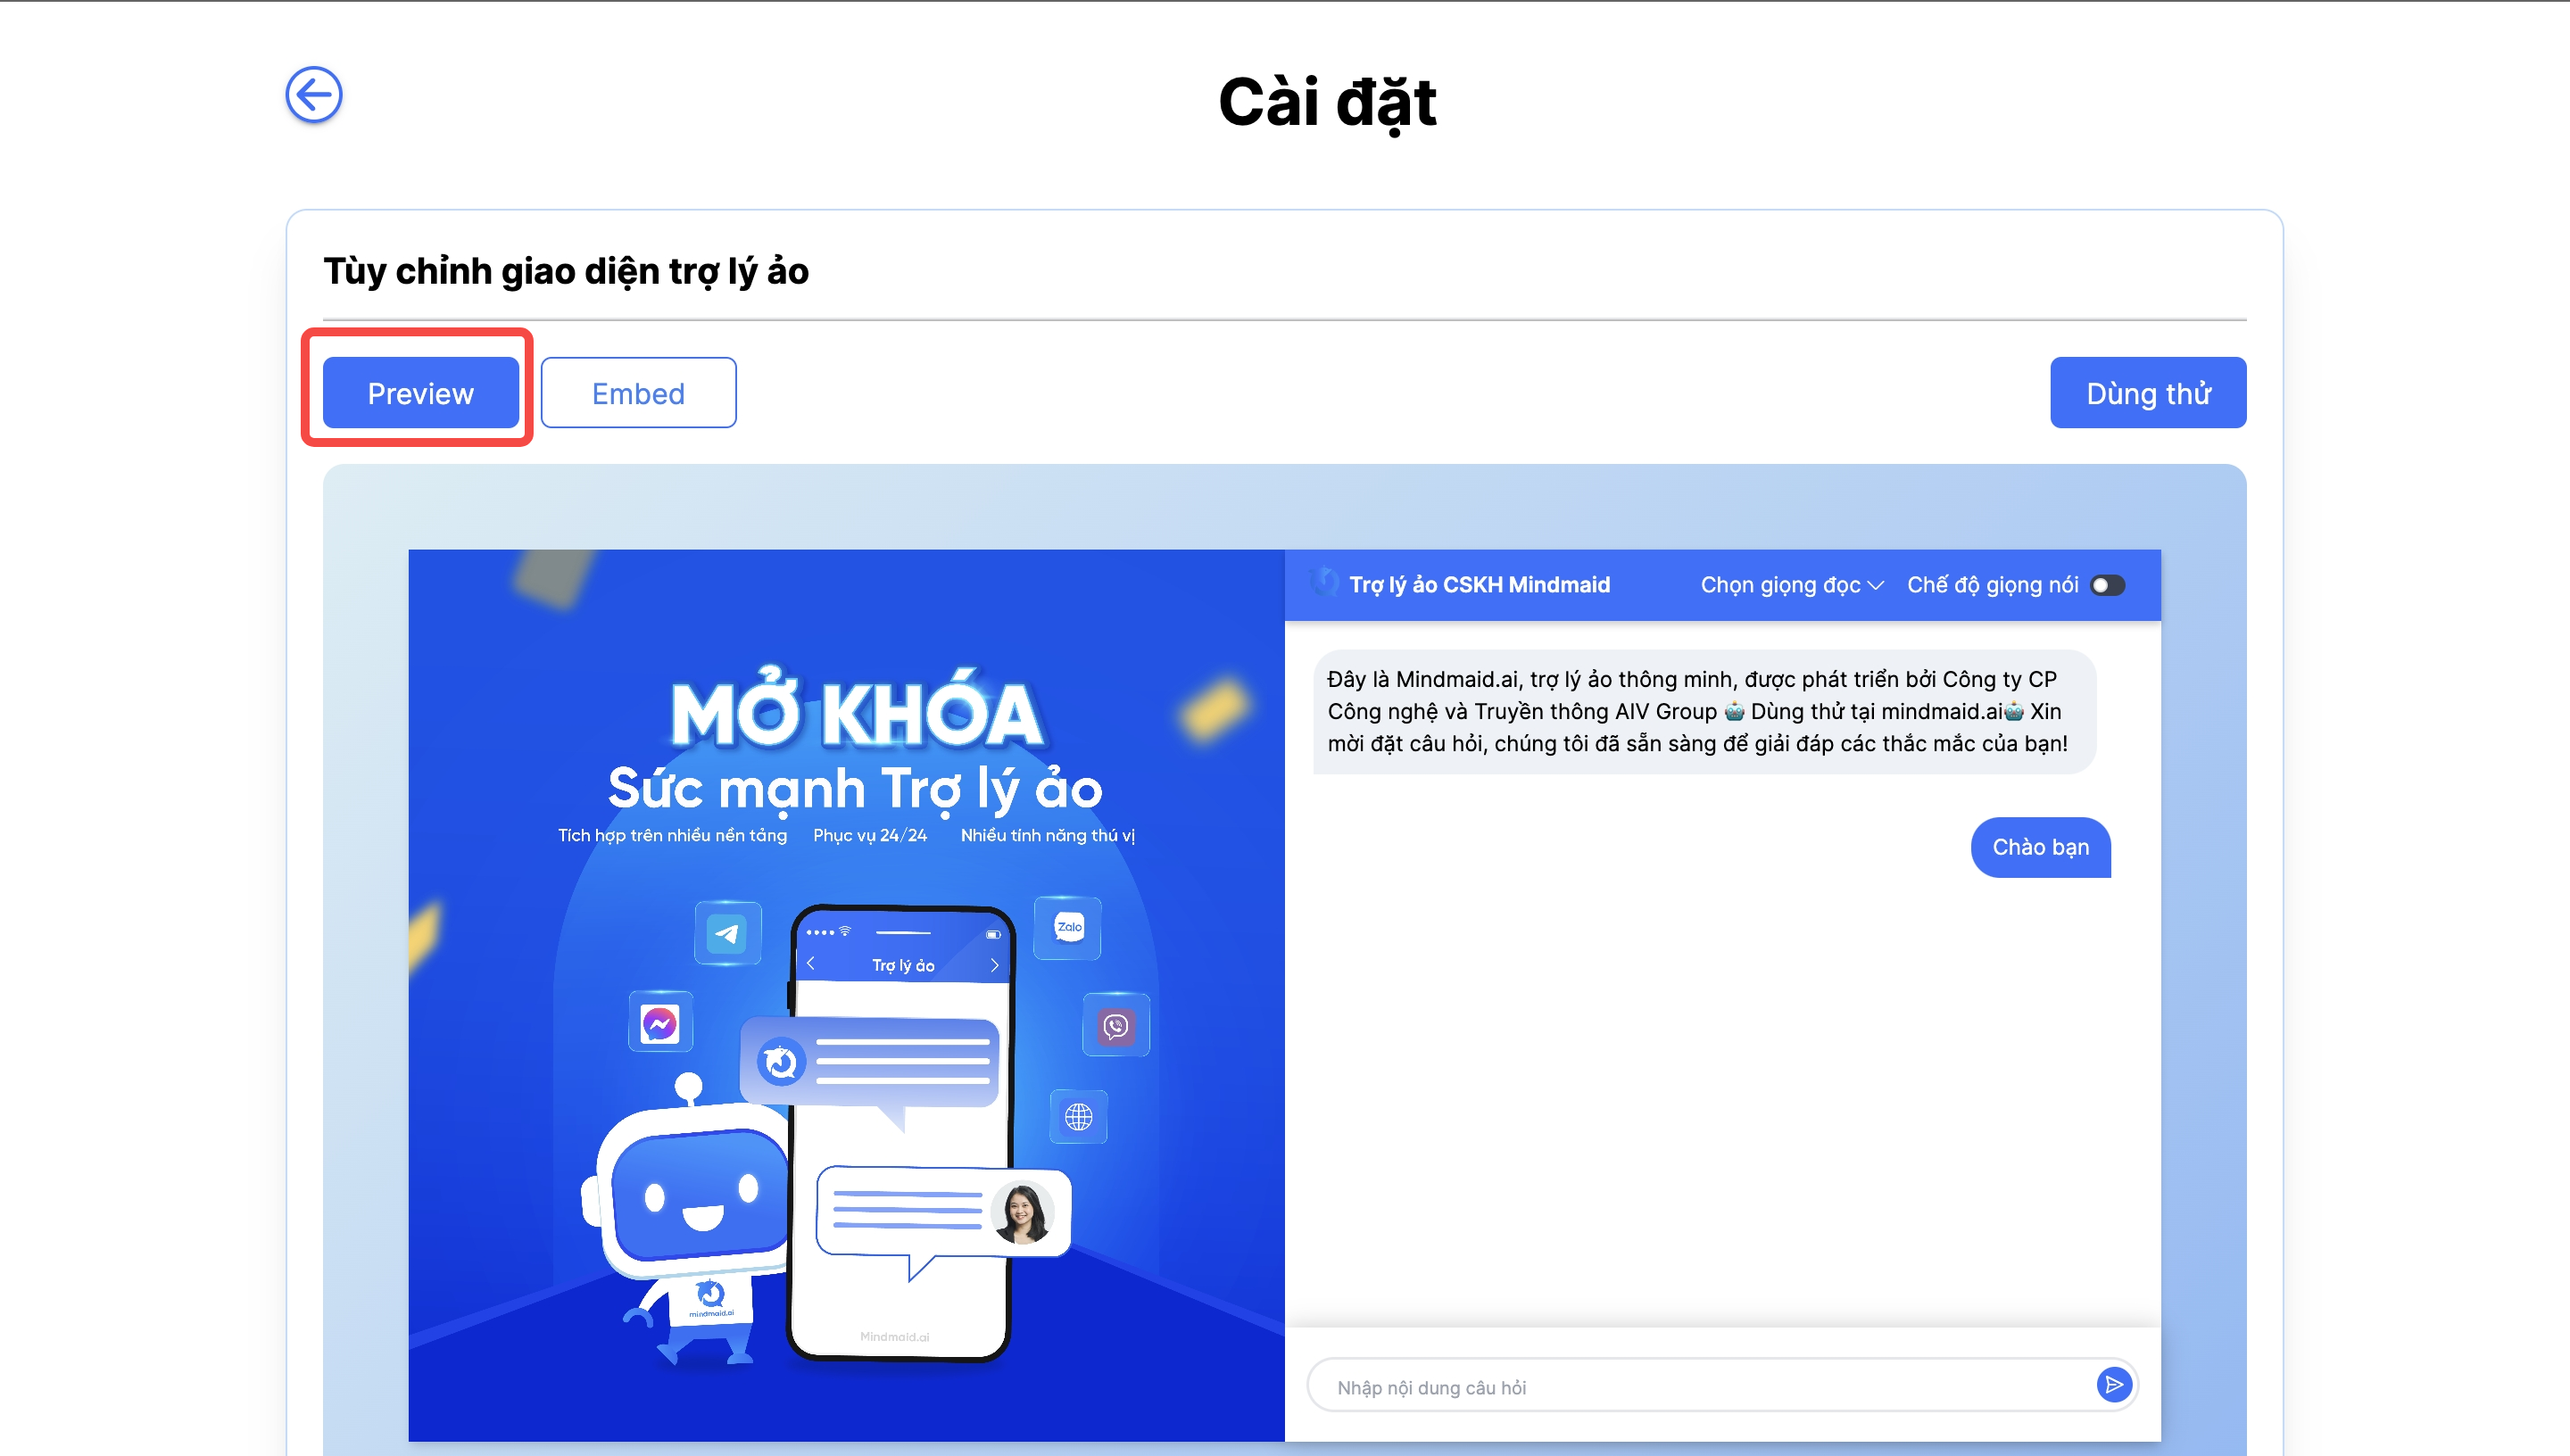 Cài đặt
Tùy chỉnh giao diện trợ lý ảo
Preview
Embed
Dùng thử
MỞ KHÓA
Sức mạnh Trợ lý ảo
Tích hợp trên nhiều nền tảng Phục vụ 24/24 Nhiều tính năng thú vị
Zalo
Trợ lý ảo
mindmaid.ai
Mindmaid.ai
Trợ lý ảo CSKH Mindmaid
Chọn giọng đọc
Chế độ giọng nói
Đây là Mindmaid.ai, trợ lý ảo thông minh, được phát triển bởi Công ty CP
Công nghệ và Truyền thông AIV Group 🤖 Dùng thử tại mindmaid.ai🤖 Xin
mời đặt câu hỏi, chúng tôi đã sẵn sàng để giải đáp các thắc mắc của bạn!
Chào bạn
Nhập nội dung câu hỏi